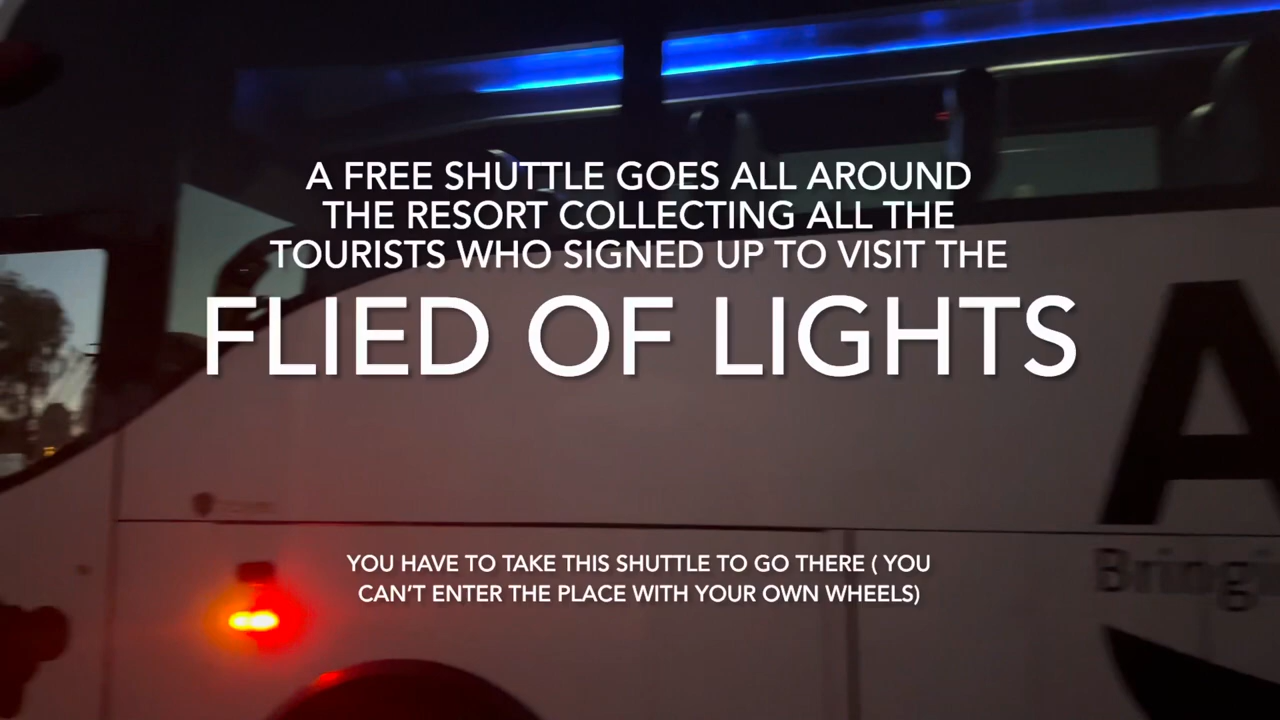 A FREE SHUTTLE GOES ALL AROUND
THE RESORT COLLECTING ALL THE
TOURISTS WHO SIGNED UP TO VISIT THE
FLIED OF LIGHTS
YOU HAVE TO TAKE THIS SHUTTLE TO GO THERE ( YOU
CAN'T ENTER THE PLACE WITH YOUR OWN WHEELS)
A
Bringi